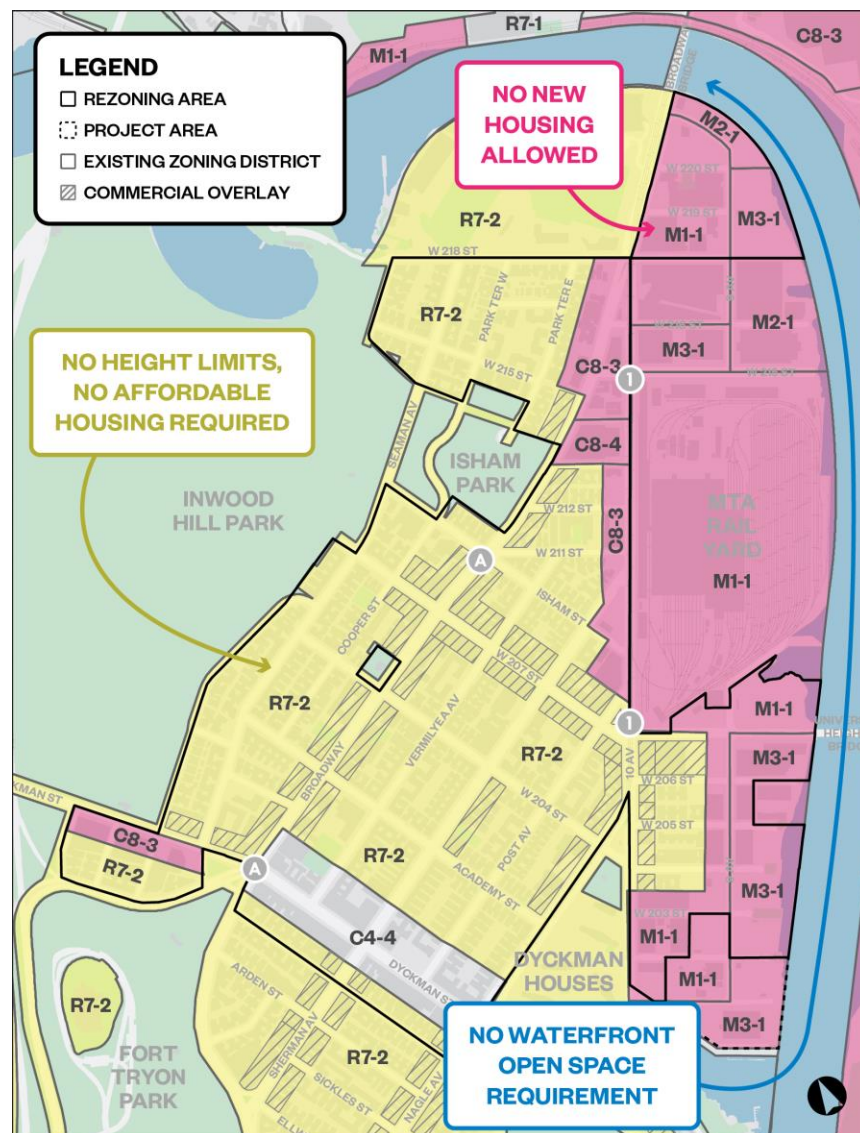 R7-1
C8-3
M1-1
BROADWAY
BRIDGE
LEGEND
REZONING AREA
PROJECT AREA
EXISTING ZONING DISTRICT
COMMERCIAL OVERLAY
NO NEW
HOUSING
ALLOWED
M2-1
W 220 ST
W 219 ST
M1-1
M3-1
R7-2
W 218 ST
R7-2
PARK TER W
PARK TER E
W 215 ST
C8-3
M3-1
M2-1
1
NO HEIGHT LIMITS,
NO AFFORDABLE
HOUSING REQUIRED
SEAMAN AV
ISHAM
PARK
C8-4
INWOOD
HILL PARK
W 212 ST
W 211 ST
C8-3
MTA
RAIL
YARD
M1-1
A
ISHAM ST
COOPER ST
W 207 ST
R7-2
BROADWAY
VERMILYEA AV
R7-2
1
10 AV
M1-1
M3-1
W 206 ST
W 205 ST
W 204 ST
POST AV
ACADEMY ST
R7-2
C8-3
R7-2
A
C4-4
DYCKMAN ST
DYCKMAN
HOUSES
W 203 ST
M1-1
M3-1
M1-1
M3-1
ARDEN ST
SHERMAN AV
R7-2
R7-2
SICKLES ST
NAGLE AV
FORT
TRYON
PARK
NO WATERFRONT
OPEN SPACE
REQUIREMENT